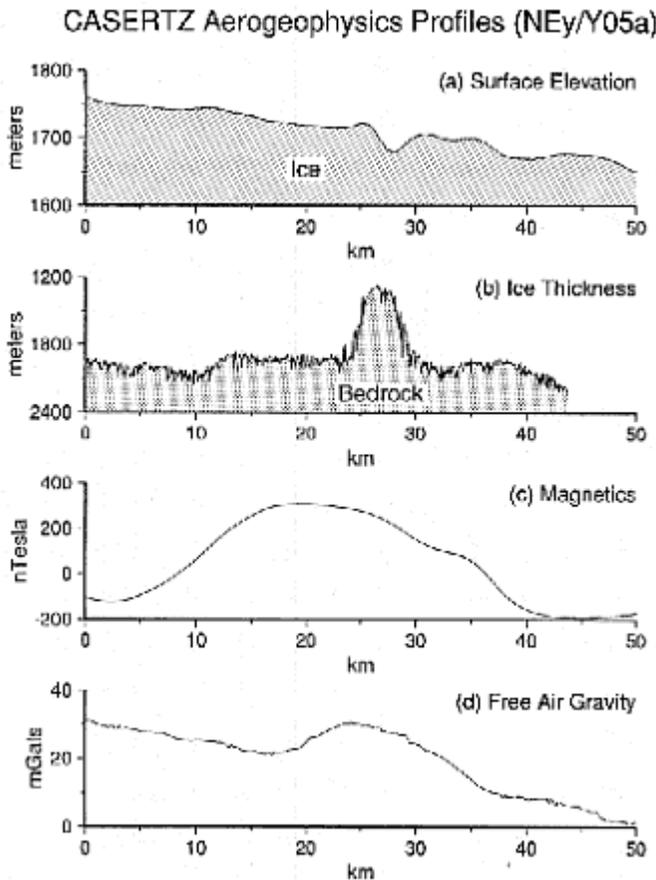 CASERTZ Aerogeophysics Profiles (NEy/Y05a)
(a) Surface Elevation
1800
1700
1600
meters
Ice
0 10 20 30 40 50
km
(b) Ice Thickness
1200
1800
2400
meters
Bedrock
0 10 20 30 40 50
km
(c) Magnetics
400
200
0
-200
nTesla
0 10 20 30 40 50
km
(d) Free Air Gravity
40
20
0
mGals
0 10 20 30 40 50
km